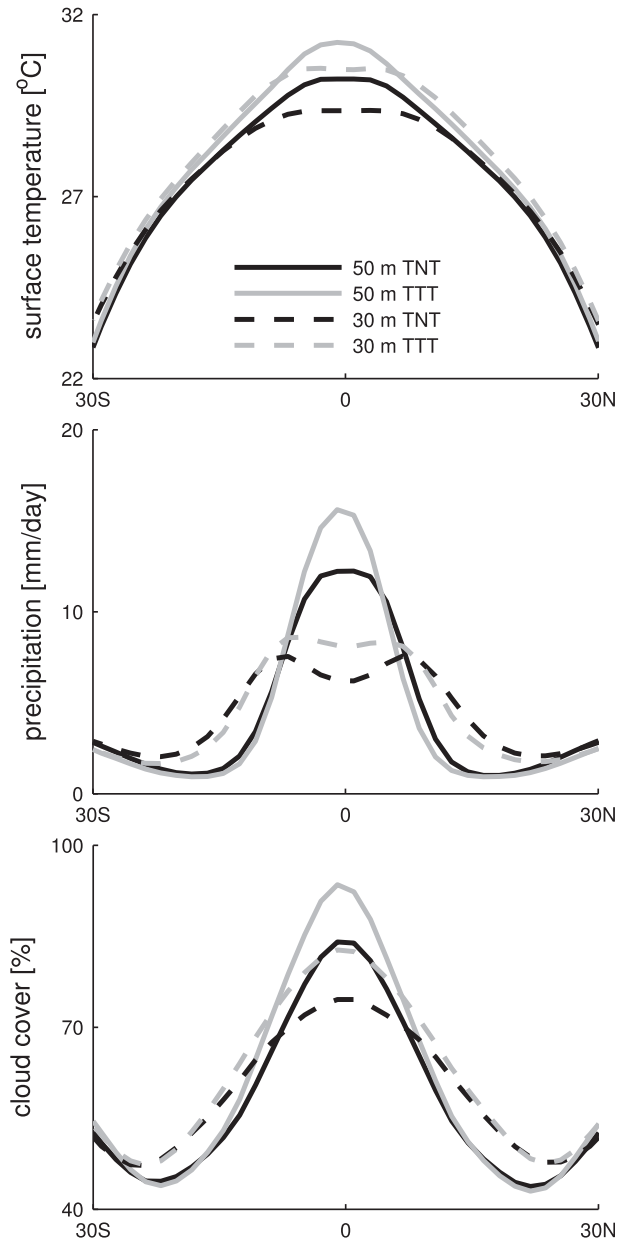 32
27
22
surface temperature [°C]
50 m TNT
50 m TTT
30 m TNT
30 m TTT
30S 0 30N
20
10
0
precipitation [mm/day]
30S 0 30N
100
70
40
cloud cover [%]
30S 0 30N